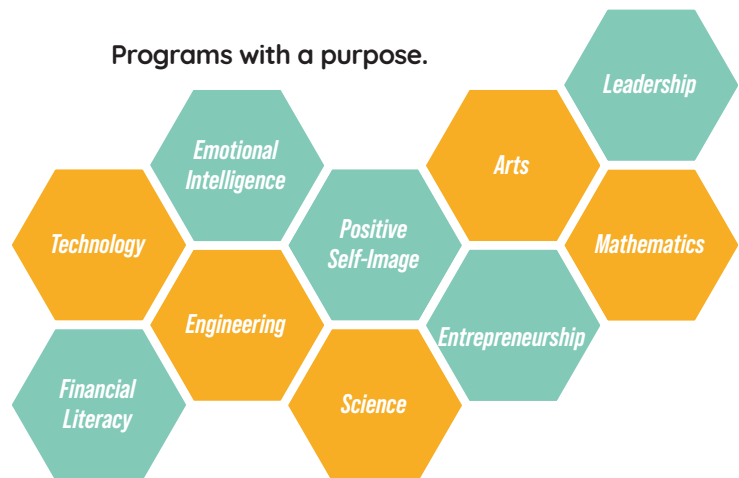 Programs with a purpose.
Leadership
Emotional
Intelligence
Arts
Technology
Positive
Self-Image
Mathematics
Engineering
Entrepreneurship
Financial
Literacy
Science